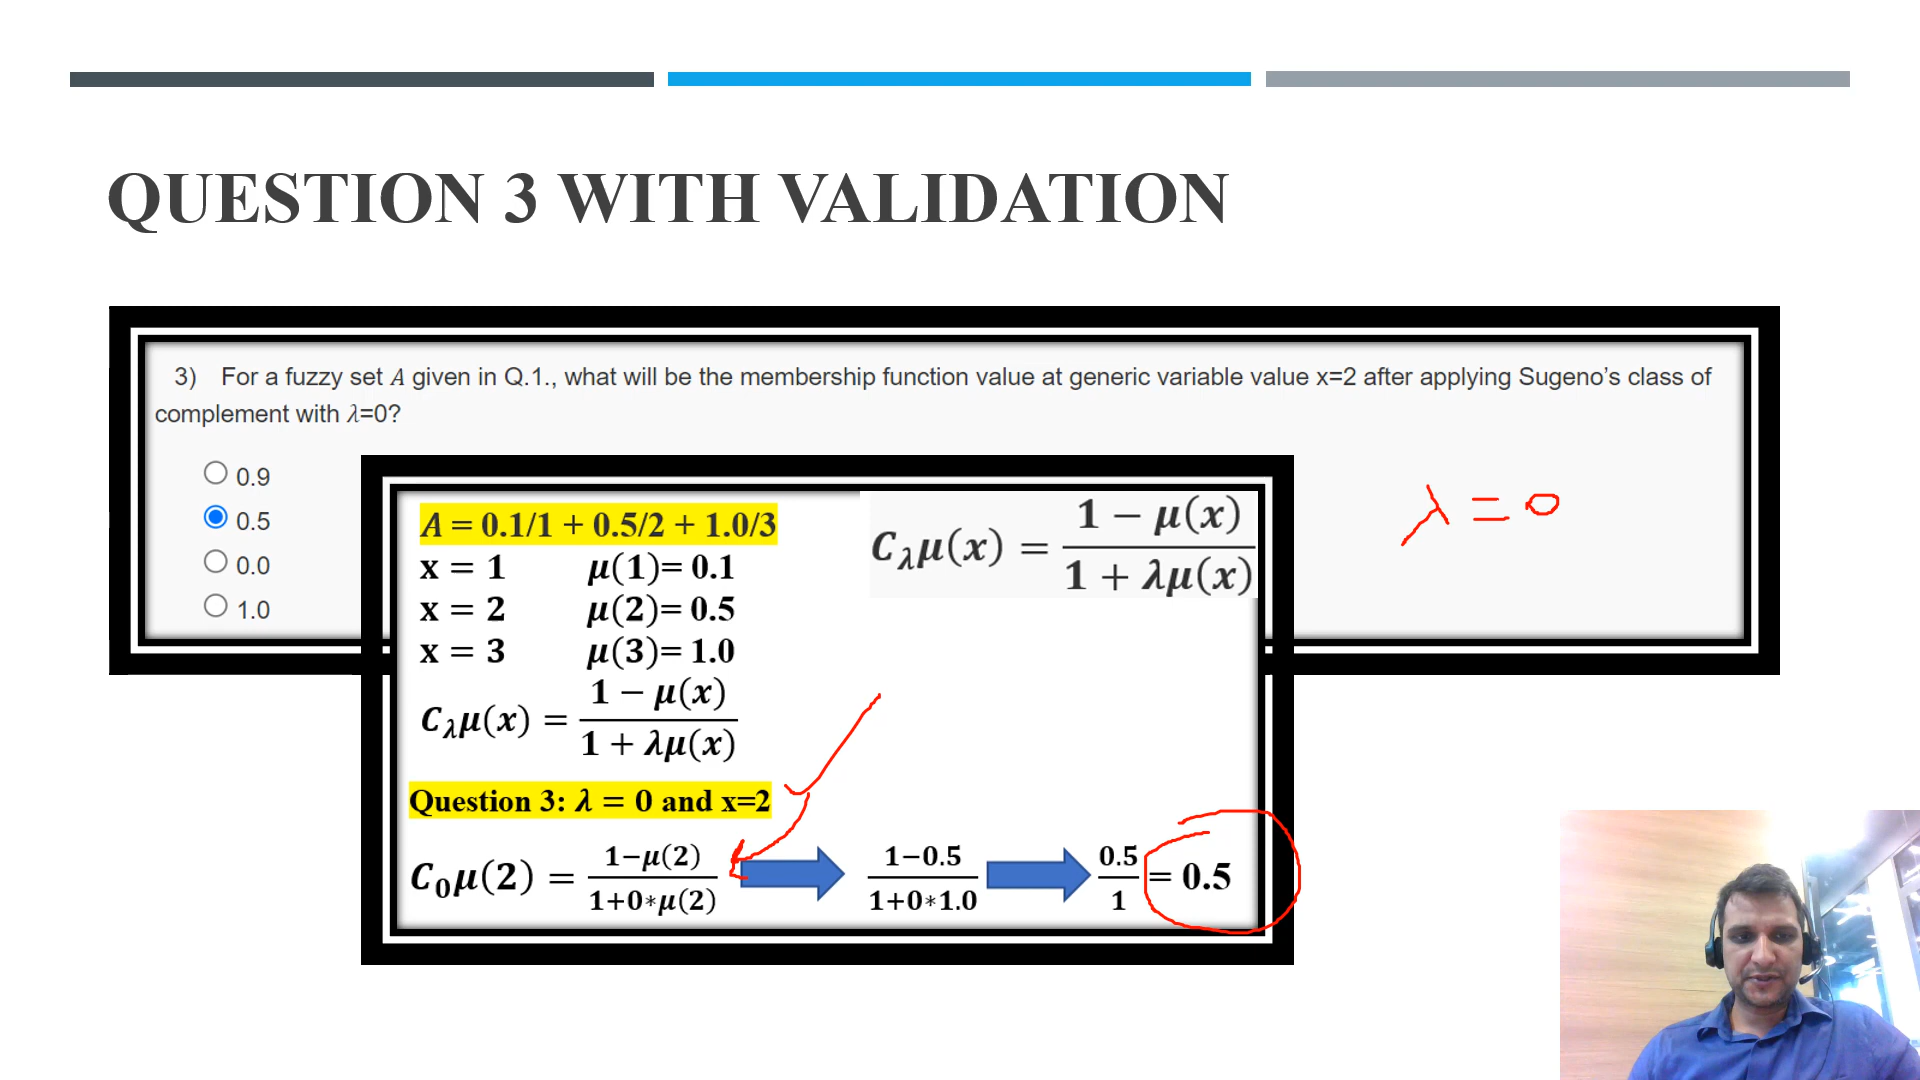 QUESTION 3 WITH VALIDATION
3) For a fuzzy set A given in Q.1., what will be the membership function value at generic variable value x=2 after applying Sugeno’s class of
complement with λ=0?
0.9
0.5
0.0
1.0
λ = 0
A = 0.1/1 + 0.5/2 + 1.0/3
x = 1 μ(1)= 0.1
x = 2 μ(2)= 0.5
x = 3 μ(3)= 1.0
C_λμ(x) = (1 − μ(x)) / (1 + λμ(x))
C_λμ(x) = (1 − μ(x)) / (1 + λμ(x))
Question 3: λ = 0 and x=2
C₀μ(2) = (1−μ(2)) / (1+0∗μ(2)) (1−0.5) / (1+0∗1.0) 0.5 / 1 = 0.5